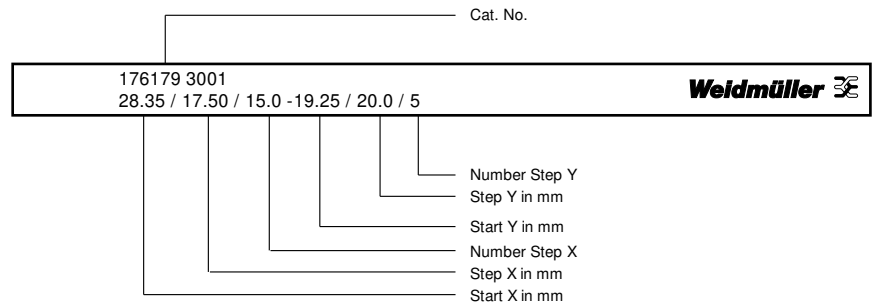 Cat. No.
176179 3001
28.35 / 17.50 / 15.0 -19.25 / 20.0 / 5
Weidmüller
Number Step Y
Step Y in mm
Start Y in mm
Number Step X
Step X in mm
Start X in mm